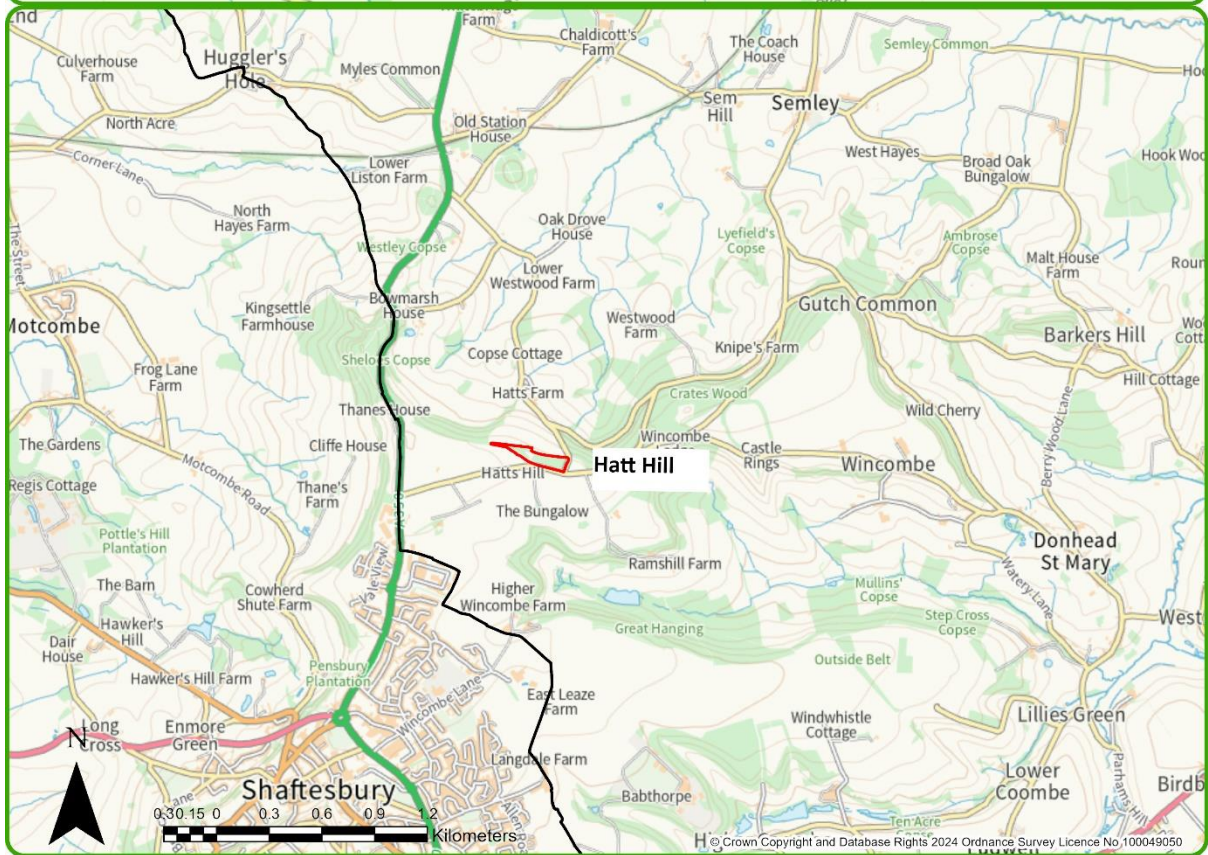 Farm
Chaldicott's
Farm
The Coach
House
Semley Common
Culverhouse
Farm
Huggler's
Hole
Myles Common
Sem
Hill
Semley
North Acre
Old Station
House
West Hayes
Corner Lane
Lower
Liston Farm
Broad Oak
Bungalow
The Street
North
Hayes Farm
Oak Drove
House
Westley Copse
Lyefield's
Copse
Ambrose
Copse
Malt House
Farm
Lower
Westwood Farm
Kingsettle
Farmhouse
Bowmarsh
House
Westwood
Farm
Gutch Common
Motcombe
Barkers Hill
Copse Cottage
Knipe's Farm
Frog Lane
Farm
Hatts Farm
Crates Wood
Hill Cottage
Thanes House
Wild Cherry
Berry Wood Lane
The Gardens
Cliffe House
Wincombe
Castle
Rings
Hatts Hill
Hatt Hill
Wincombe
Motcombe Road
Regis Cottage
Thane's
Farm
The Bungalow
Pottle's Hill
Plantation
Donhead
St Mary
Ramshill Farm
Vale View
The Barn
Cowherd
Shute Farm
Higher
Wincombe Farm
Mullins'
Copse
Watery Lane
Step Cross
Copse
Great Hanging
Hawker's
Hill
Dair
House
Outside Belt
Hawker's Hill Farm
Pensbury
Plantation
Wincombe Lane
East Leaze
Farm
Long
Cross
Enmore
Green
Windwhistle
Cottage
Lillies Green
N
Langdale Farm
Shaftesbury
Babthorpe
Lower
Coombe
Parhams Hill
0.3 0.15 0 0.3 0.6 0.9 1.2
Kilometers
Ten Acre
© Crown Copyright and Database Rights 2024 Ordnance Survey Licence No 100049050